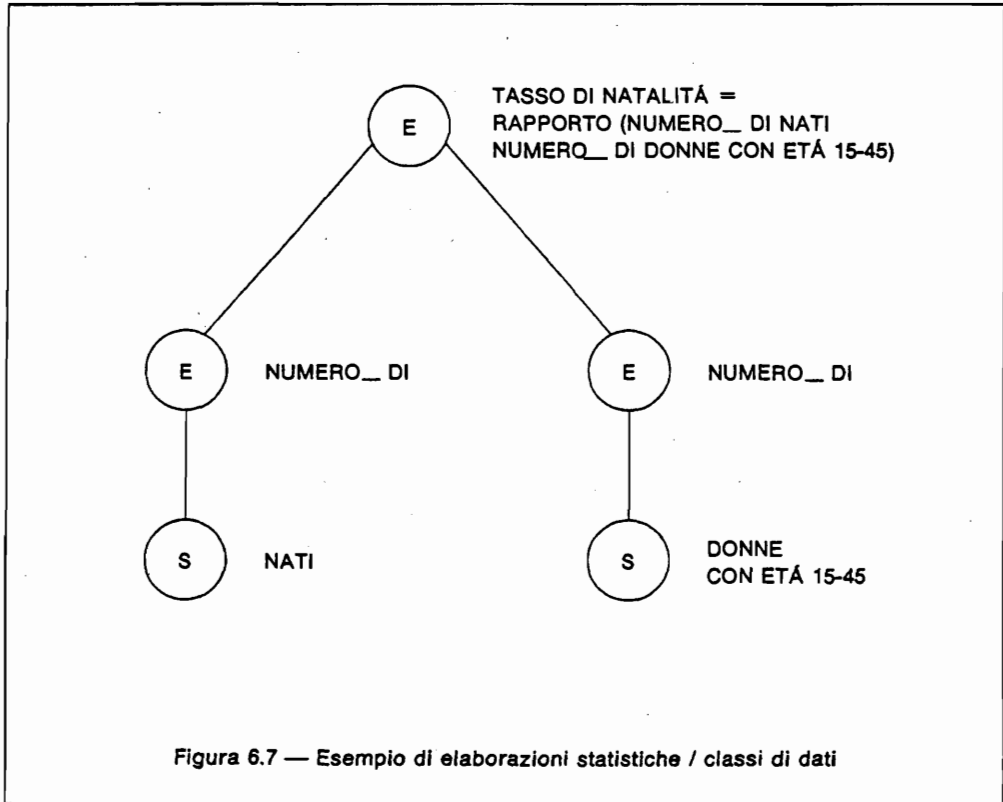 E
TASSO DI NATALITÁ =
RAPPORTO (NUMERO_ DI NATI
NUMERO_ DI DONNE CON ETÁ 15-45)
E
NUMERO_ DI
E
NUMERO_ DI
S
NATI
S
DONNE
CON ETÁ 15-45
Figura 6.7 — Esempio di elaborazioni statistiche / classi di dati